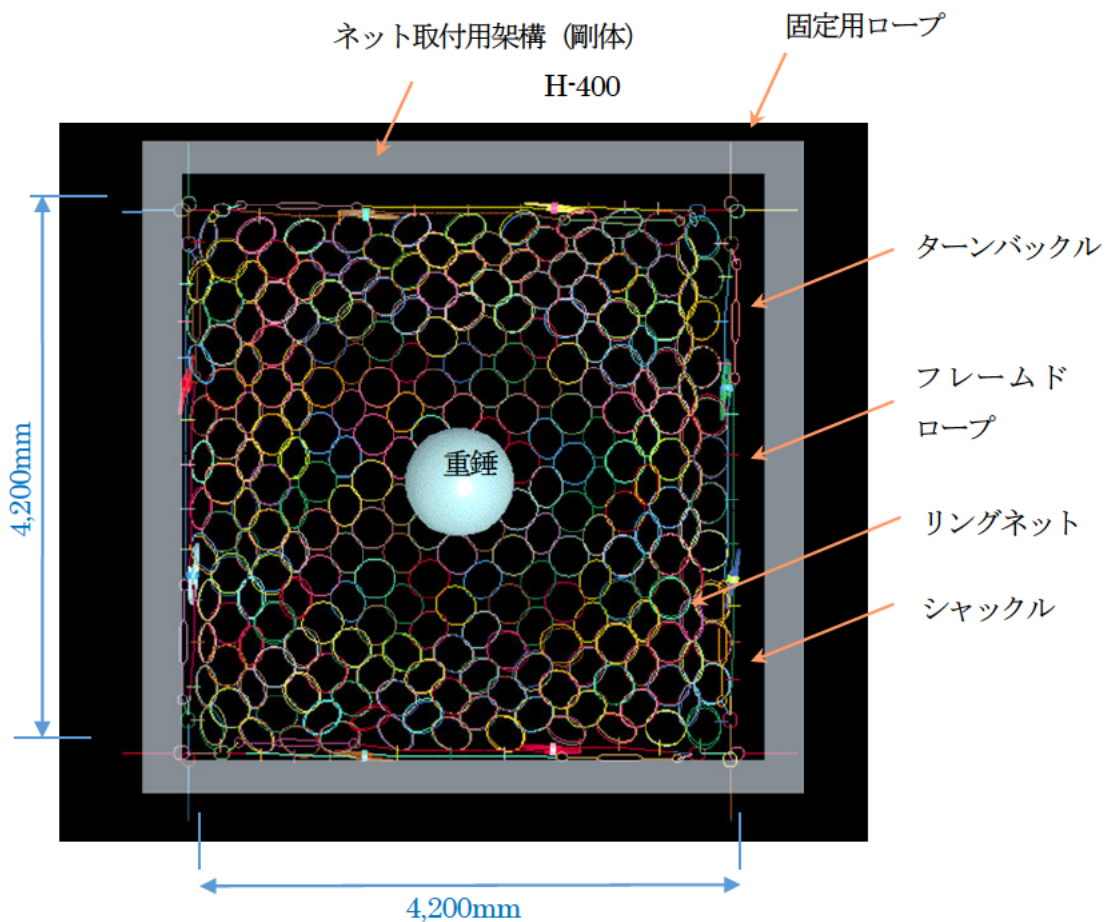 ネット取付用架構（剛体）
H-400
固定用ロープ
ターンバックル
フレームド
ロープ
リングネット
シャックル
重錘
4,200mm
4,200mm